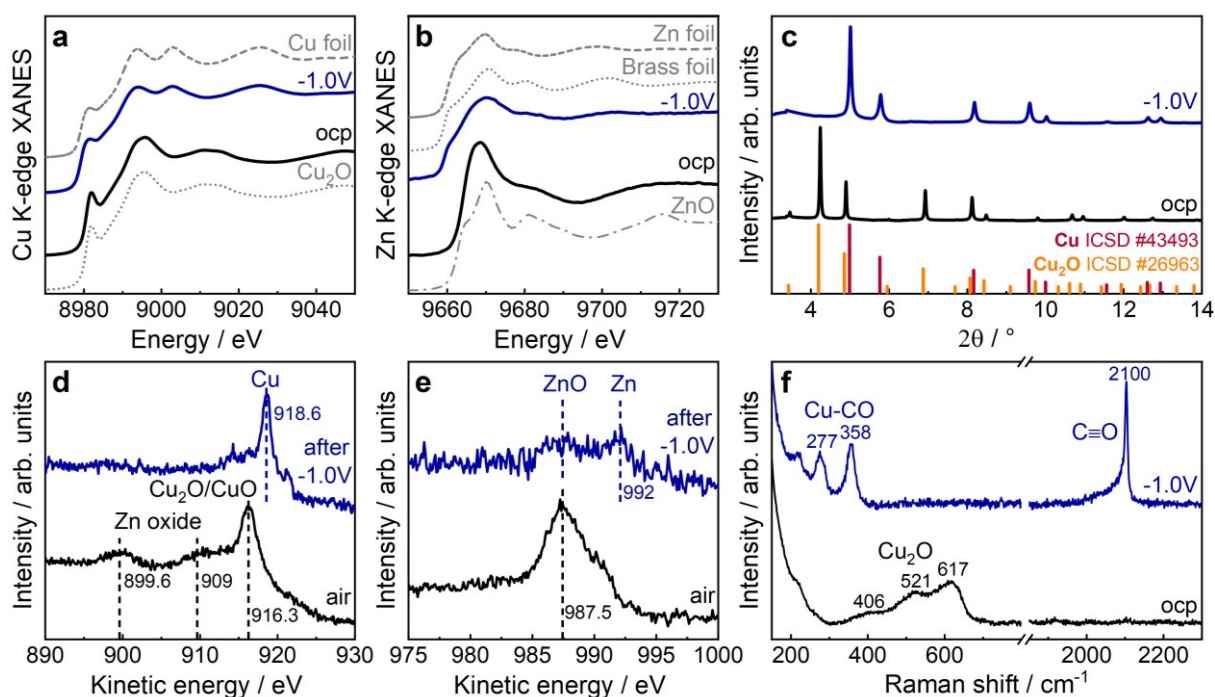 a
Cu K-edge XANES
Cu foil
-1.0V
ocp
Cu₂O
8980 9000 9020 9040
Energy / eV
b
Zn K-edge XANES
Zn foil
Brass foil
-1.0V
ocp
ZnO
9660 9680 9700 9720
Energy / eV
c
Intensity / arb. units
-1.0V
ocp
Cu ICSD #43493
Cu₂O ICSD #26963
4 6 8 10 12 14
2θ / °
d
Intensity / arb. units
Cu
918.6
after
-1.0V
Cu₂O/CuO
Zn oxide
899.6
909
916.3
air
890 900 910 920 930
Kinetic energy / eV
e
Intensity / arb. units
ZnO Zn
after
-1.0V
992
987.5
air
975 980 985 990 995 1000
Kinetic energy / eV
f
Intensity / arb. units
2100
Cu-CO
277 358
C≡O
-1.0V
Cu₂O
406 521 617
ocp
200 400 600 2000 2200
Raman shift / cm⁻¹